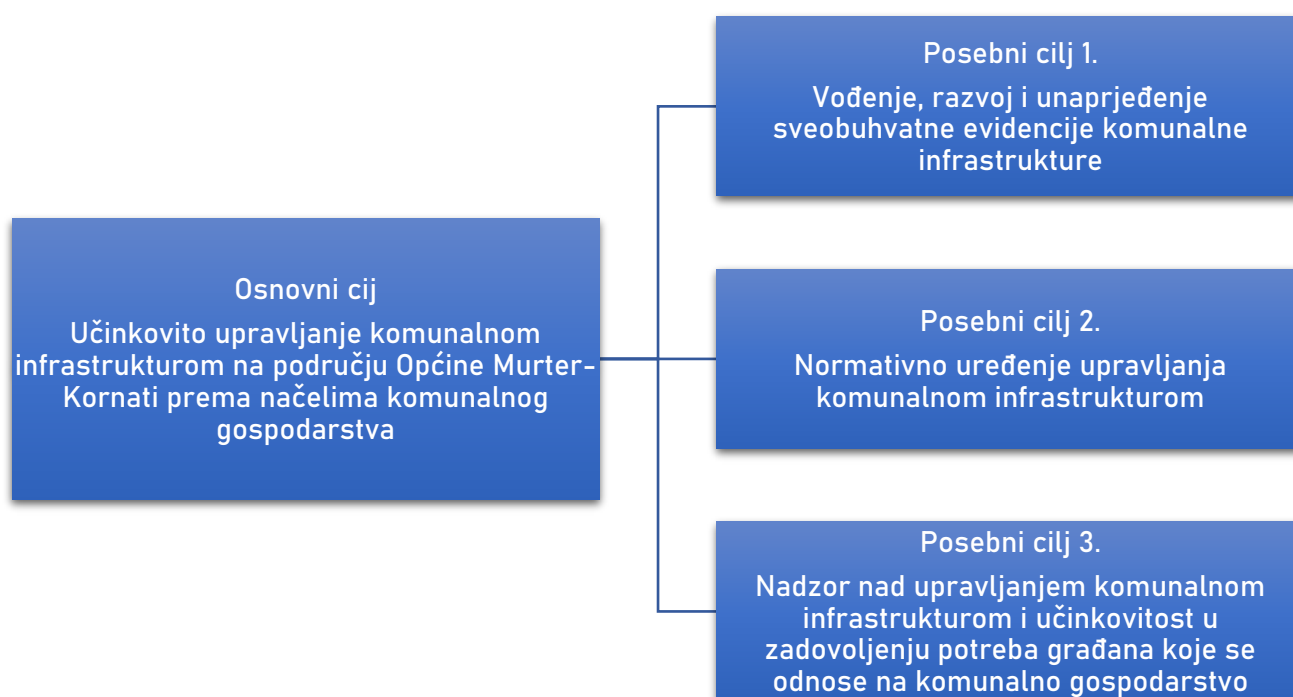 Osnovni cij
Učinkovito upravljanje komunalnom
infrastrukturom na području Općine Murter-
Kornati prema načelima komunalnog
gospodarstva
Posebni cilj 1.
Vođenje, razvoj i unaprjeđenje
sveobuhvatne evidencije komunalne
infrastrukture
Posebni cilj 2.
Normativno uređenje upravljanja
komunalnom infrastrukturom
Posebni cilj 3.
Nadzor nad upravljanjem komunalnom
infrastrukturom i učinkovitost u
zadovoljenju potreba građana koje se
odnose na komunalno gospodarstvo